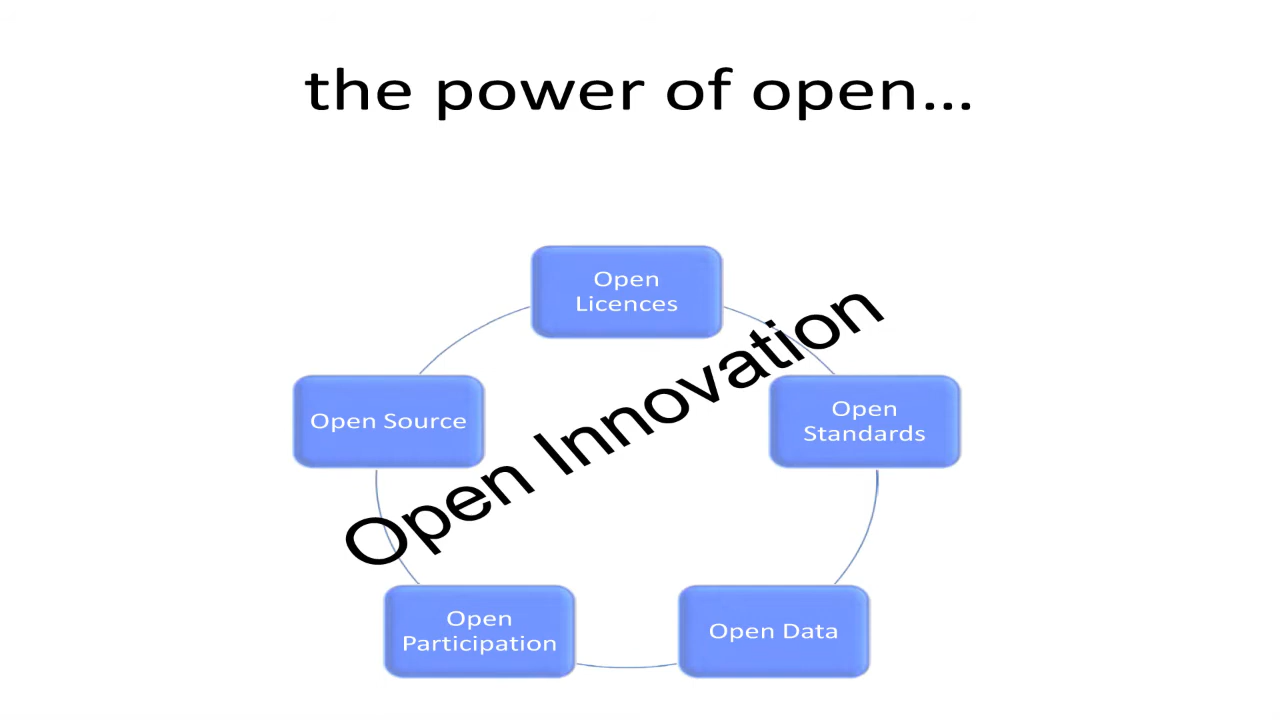 the power of open...
Open
Licences
Open Innovation
Open Source
Open
Standards
Open
Participation
Open Data